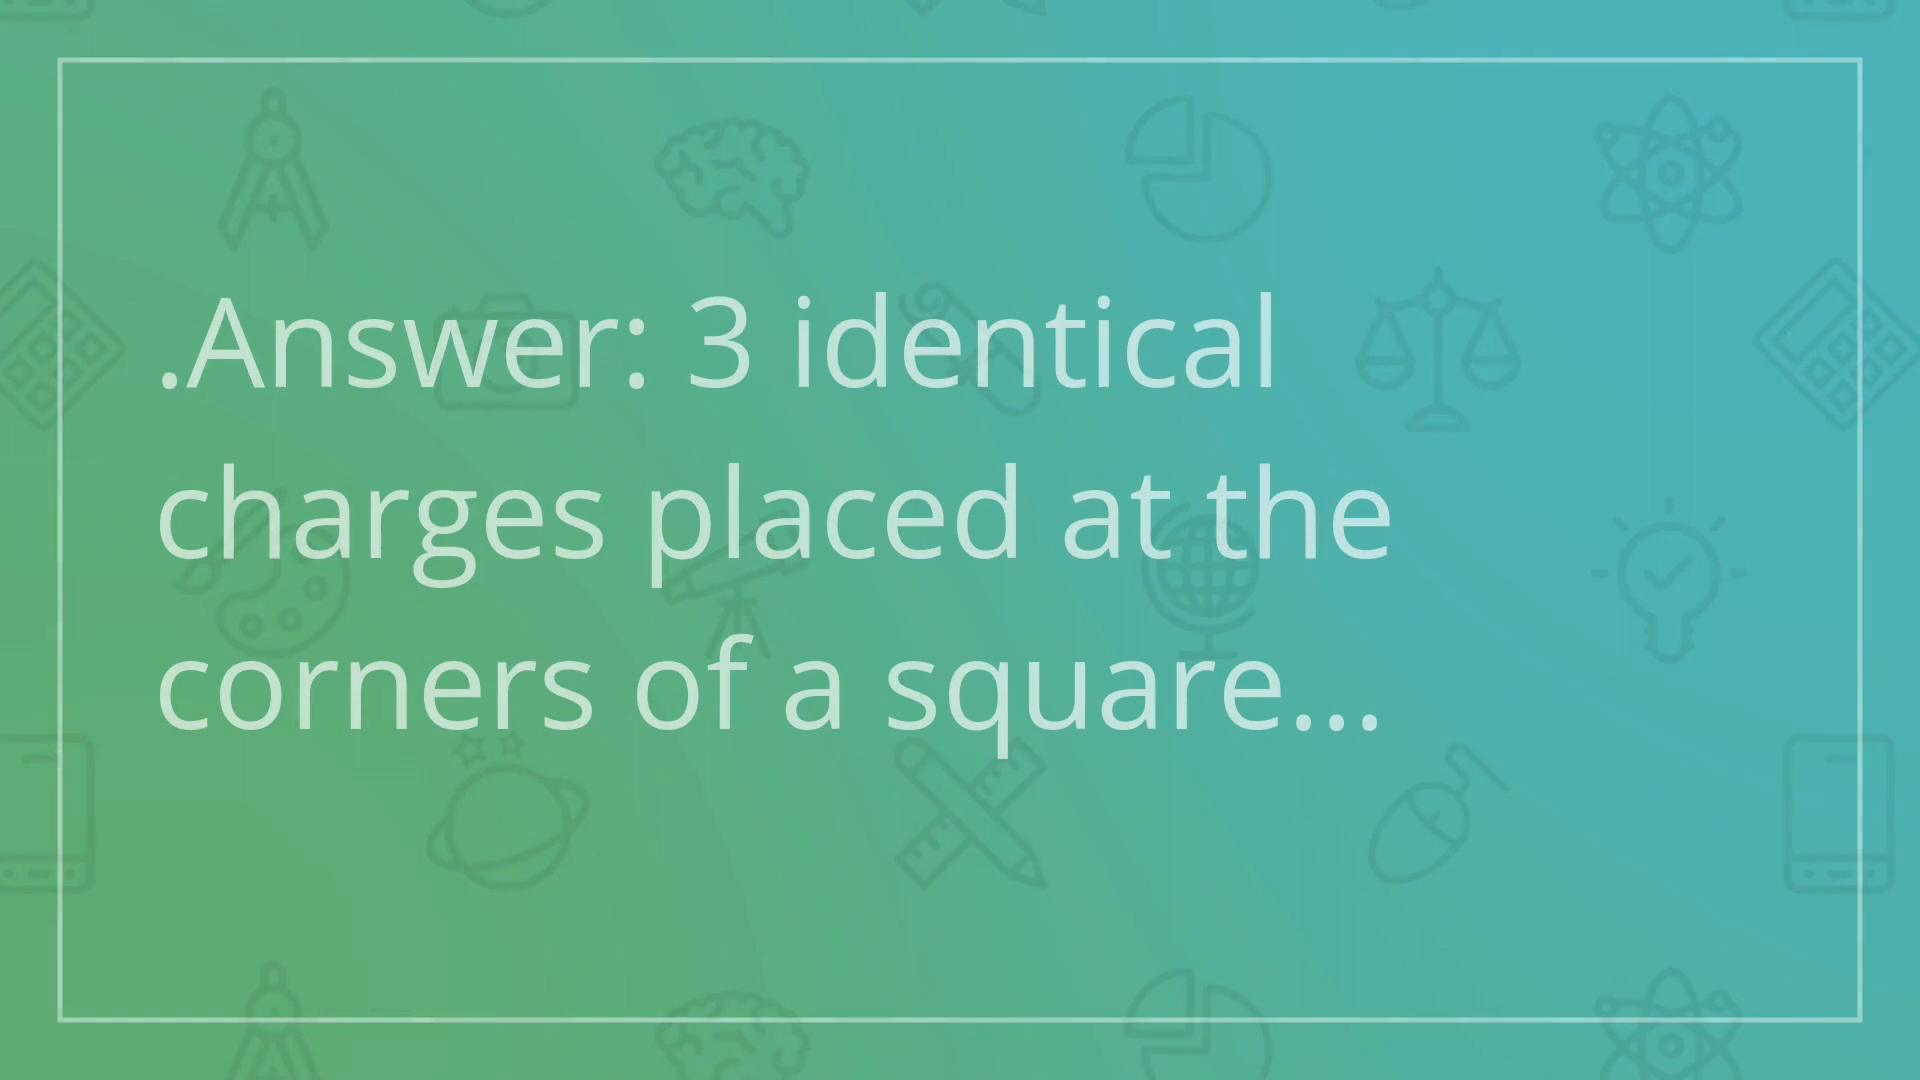 .Answer: 3 identical
charges placed at the
corners of a square...